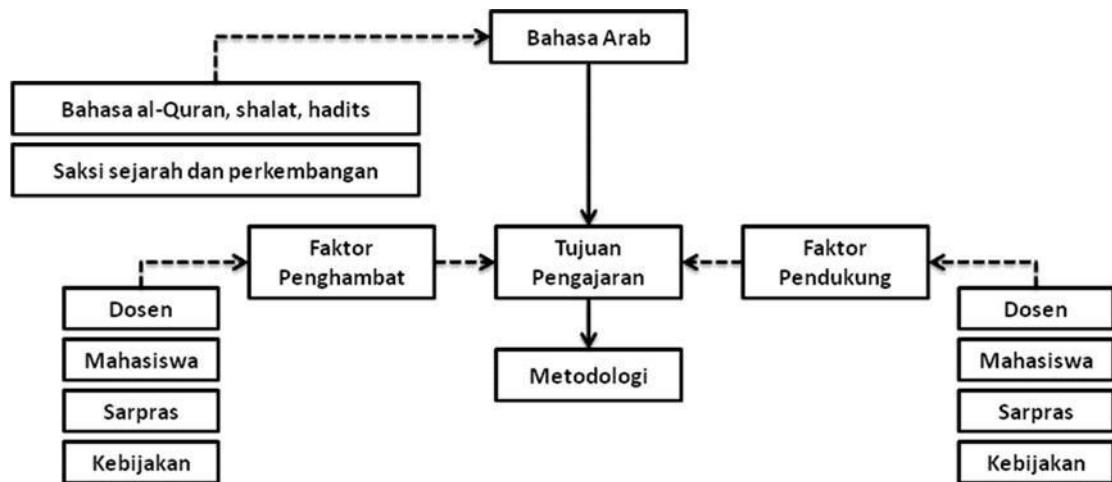 Bahasa Arab
Bahasa al-Quran, shalat, hadits
Saksi sejarah dan perkembangan
Faktor
Penghambat
Tujuan
Pengajaran
Faktor
Pendukung
Dosen
Mahasiswa
Sarpras
Kebijakan
Metodologi
Dosen
Mahasiswa
Sarpras
Kebijakan